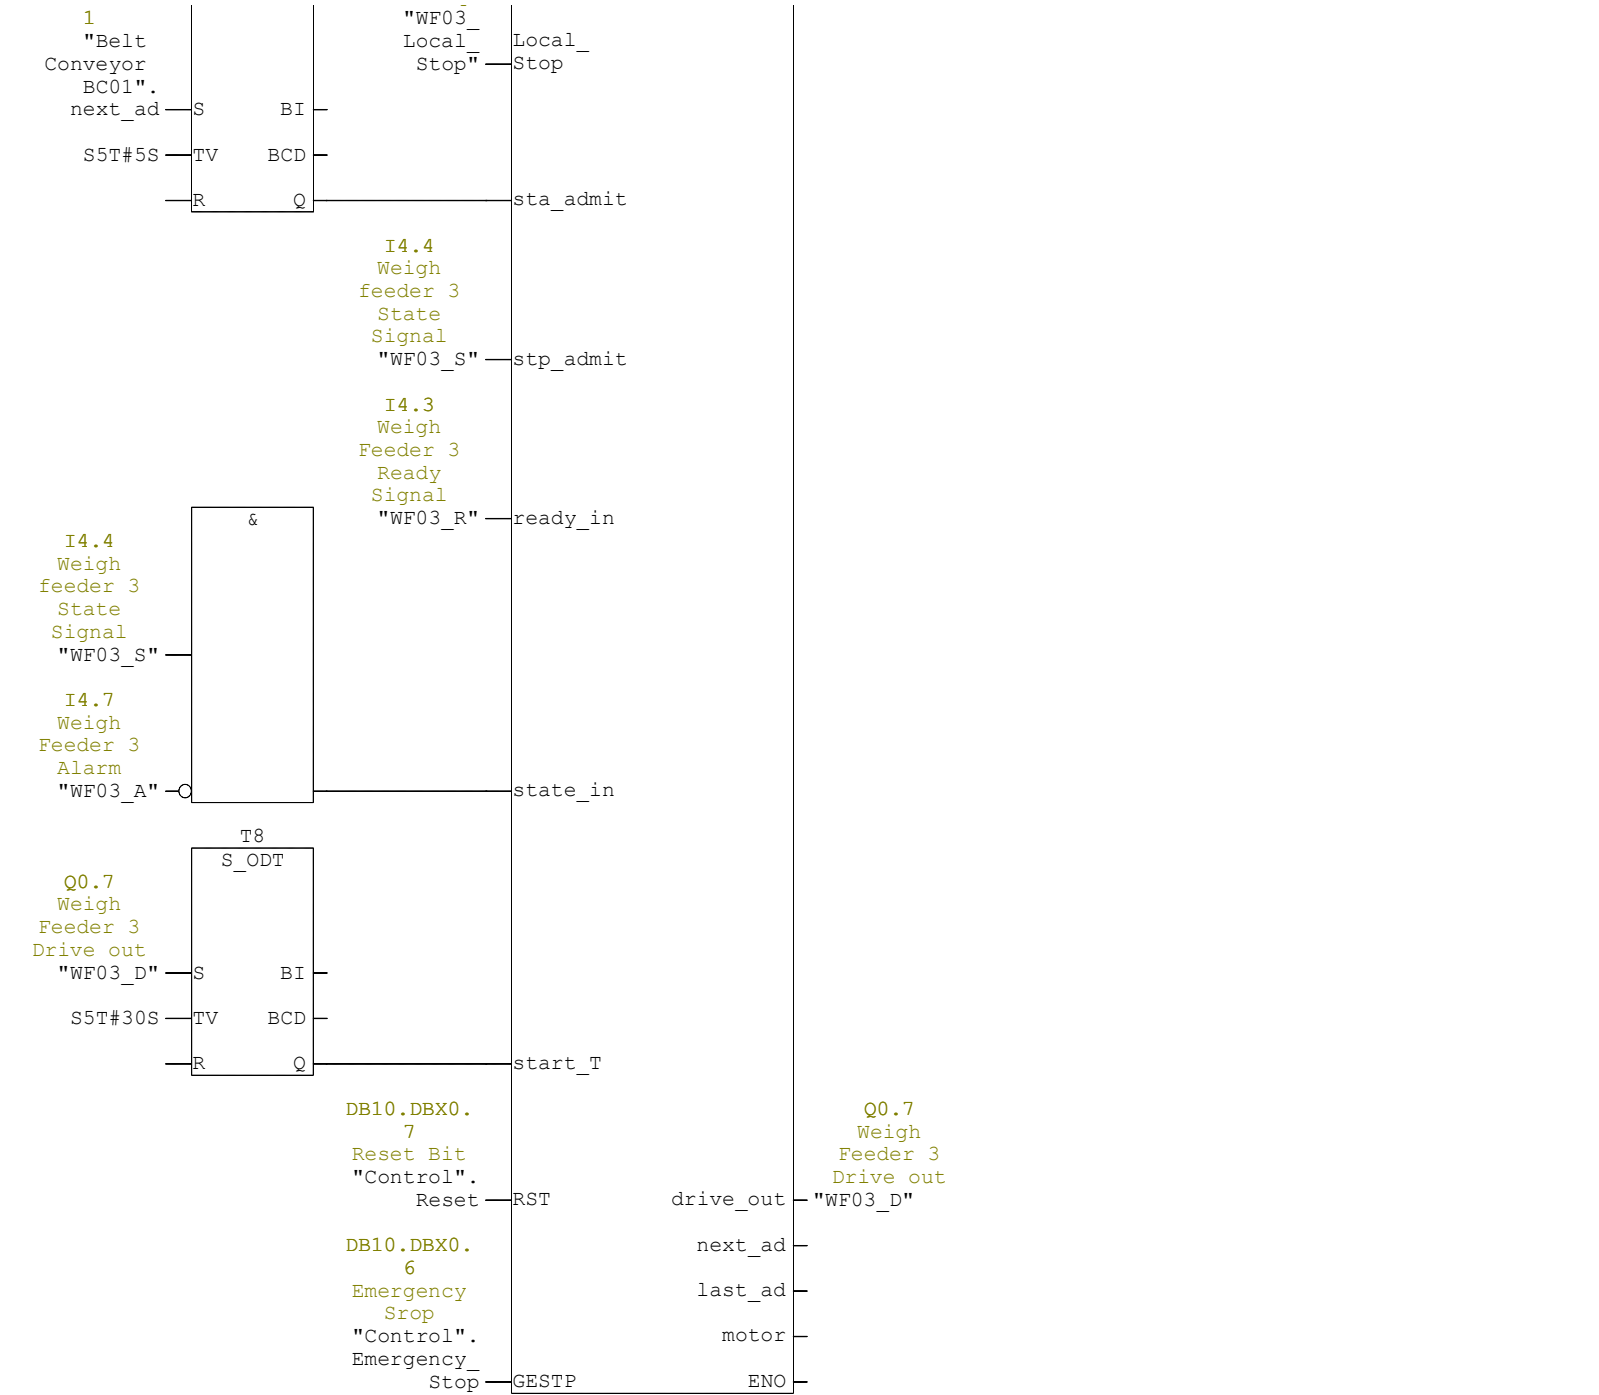 1
"Belt
Conveyor
BC01".
next_ad
S
BI
S5T#5S
TV
BCD
R
Q
"WF03_
Local_
Stop"
Local_
Stop
sta_admit
I4.4
Weigh
feeder 3
State
Signal
"WF03_S"
stp_admit
I4.3
Weigh
Feeder 3
Ready
Signal
"WF03_R"
ready_in
&
I4.4
Weigh
feeder 3
State
Signal
"WF03_S"
I4.7
Weigh
Feeder 3
Alarm
"WF03_A"
state_in
T8
S_ODT
Q0.7
Weigh
Feeder 3
Drive out
"WF03_D"
S
BI
S5T#30S
TV
BCD
R
Q
start_T
DB10.DBX0.
7
Reset Bit
"Control".
Reset
RST
Q0.7
Weigh
Feeder 3
Drive out
drive_out
"WF03_D"
DB10.DBX0.
6
Emergency
Srop
"Control".
Emergency_
Stop
GESTP
next_ad
last_ad
motor
ENO